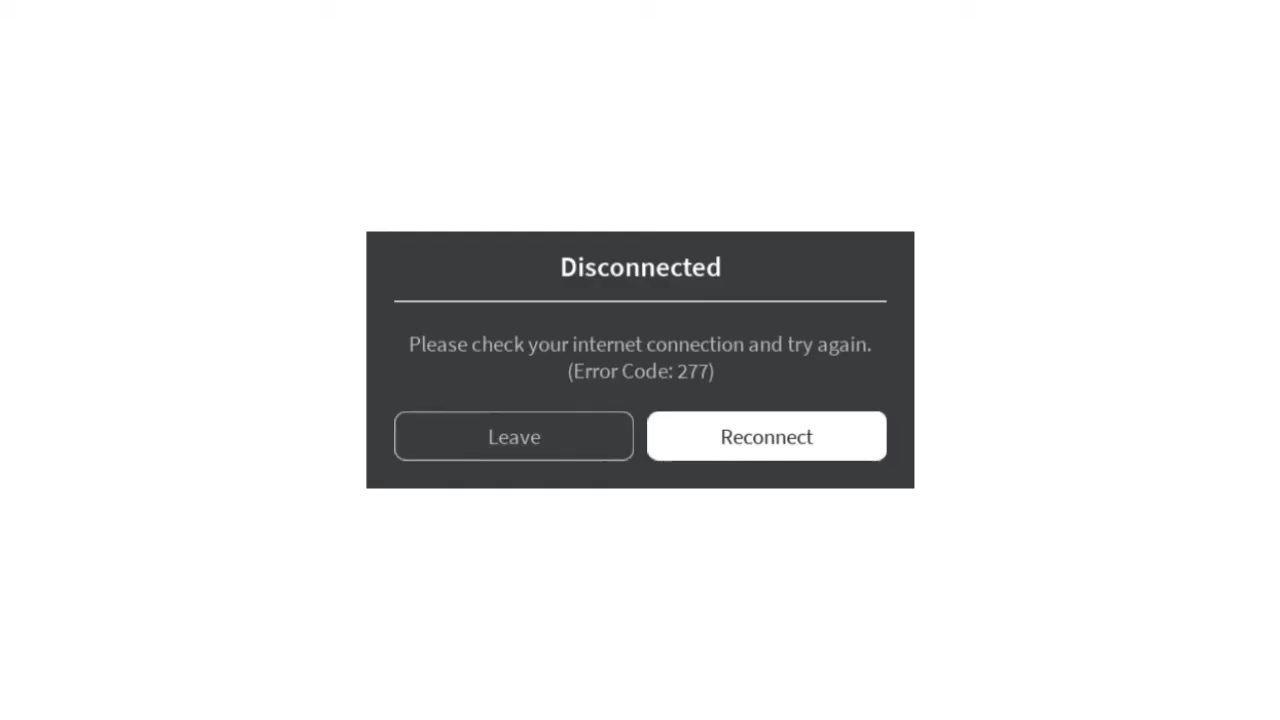 Disconnected
Please check your internet connection and try again.
(Error Code: 277)
Leave
Reconnect